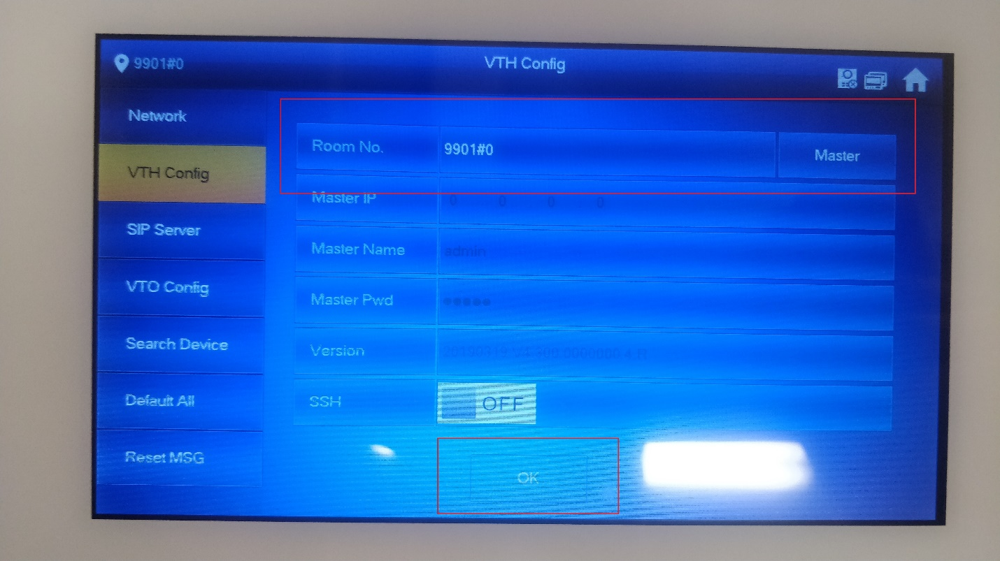 9901#0 VTH Config
Network
Room No. 9901#0 Master
VTH Config
Master IP 0 0 0 0
SIP Server
Master Name admin
VTO Config
Master Pwd
Search Device
Version
Default All
SSH OFF
Reset MSG
OK